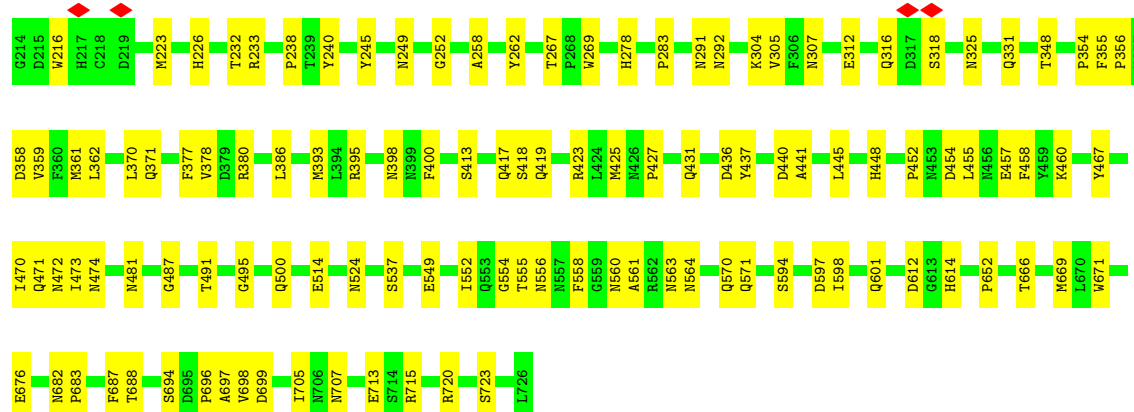 G214 D215 W216 H217 C218 D219 M223 H226 T232 R233 P238 T239 Y240 Y245 N249 G252 A258 Y262 T267 P268 W269 H278 P283 N291 N292 K304 V305 F306 N307 E312 Q316 D317 S318 N325 Q331 T348 P354 F355 P356
D358 V359 F360 M361 L362 L370 Q371 F377 V378 D379 R380 L386 M393 L394 R395 N398 N399 F400 S413 Q417 S418 Q419 R423 L424 M425 N426 P427 Q431 D436 Y437 D440 A441 L445 H448 P452 N453 D454 L455 N456 E457 F458 Y459 K460 Y467
I470 Q471 N472 I473 N474 N481 G487 T491 G495 Q500 E514 N524 S537 E549 I552 Q553 G554 T555 N556 N557 F558 G559 N560 A561 R562 N563 N564 Q570 Q571 S594 D597 I598 Q601 D612 G613 H614 P652 T666 M669 L670 W671
E676 N682 P683 F687 T688 S694 D695 P696 A697 V698 D699 I705 N706 N707 E713 S714 R715 R720 S723 L726